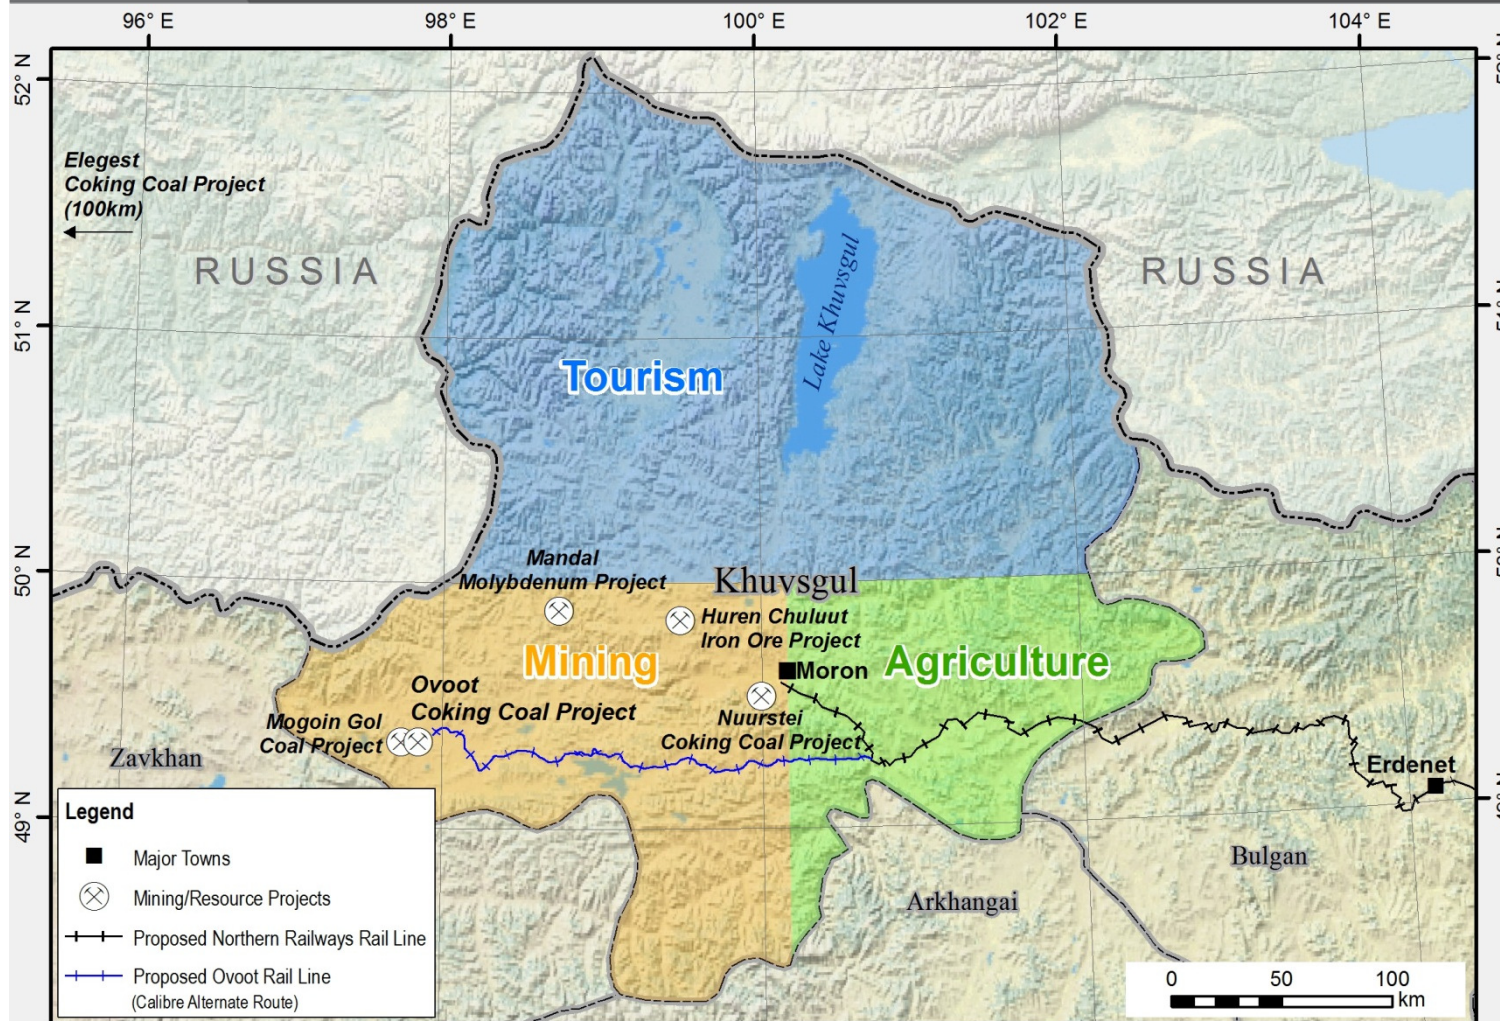 96° E
98° E
100° E
102° E
104° E
52° N
51° N
50° N
49° N
Elegest
Coking Coal Project
(100km)
RUSSIA
RUSSIA
Lake Khuvsgul
Tourism
Mandal
Molybdenum Project
Khuvsgul
Huren Chuluut
Iron Ore Project
Mining
Moron
Agriculture
Ovoot
Coking Coal Project
Mogoin Gol
Coal Project
Nuurstei
Coking Coal Project
Zavkhan
Erdenet
Bulgan
Arkhangai
Legend
Major Towns
Mining/Resource Projects
Proposed Northern Railways Rail Line
Proposed Ovoot Rail Line
(Calibre Alternate Route)
0 50 100
km